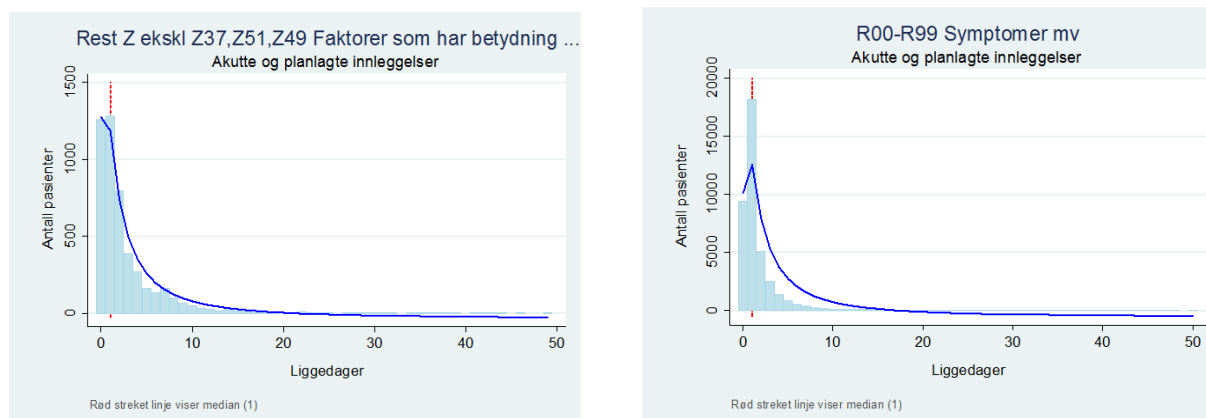 Rest Z ekskl Z37,Z51,Z49 Faktorer som har betydning ...
Akutte og planlagte innleggelser
Antall pasienter
1500
1000
500
0
0 10 20 30 40 50
Liggedager
Rød streket linje viser median (1)
R00-R99 Symptomer mv
Akutte og planlagte innleggelser
Antall pasienter
20000
15000
10000
5000
0
0 10 20 30 40 50
Liggedager
Rød streket linje viser median (1)